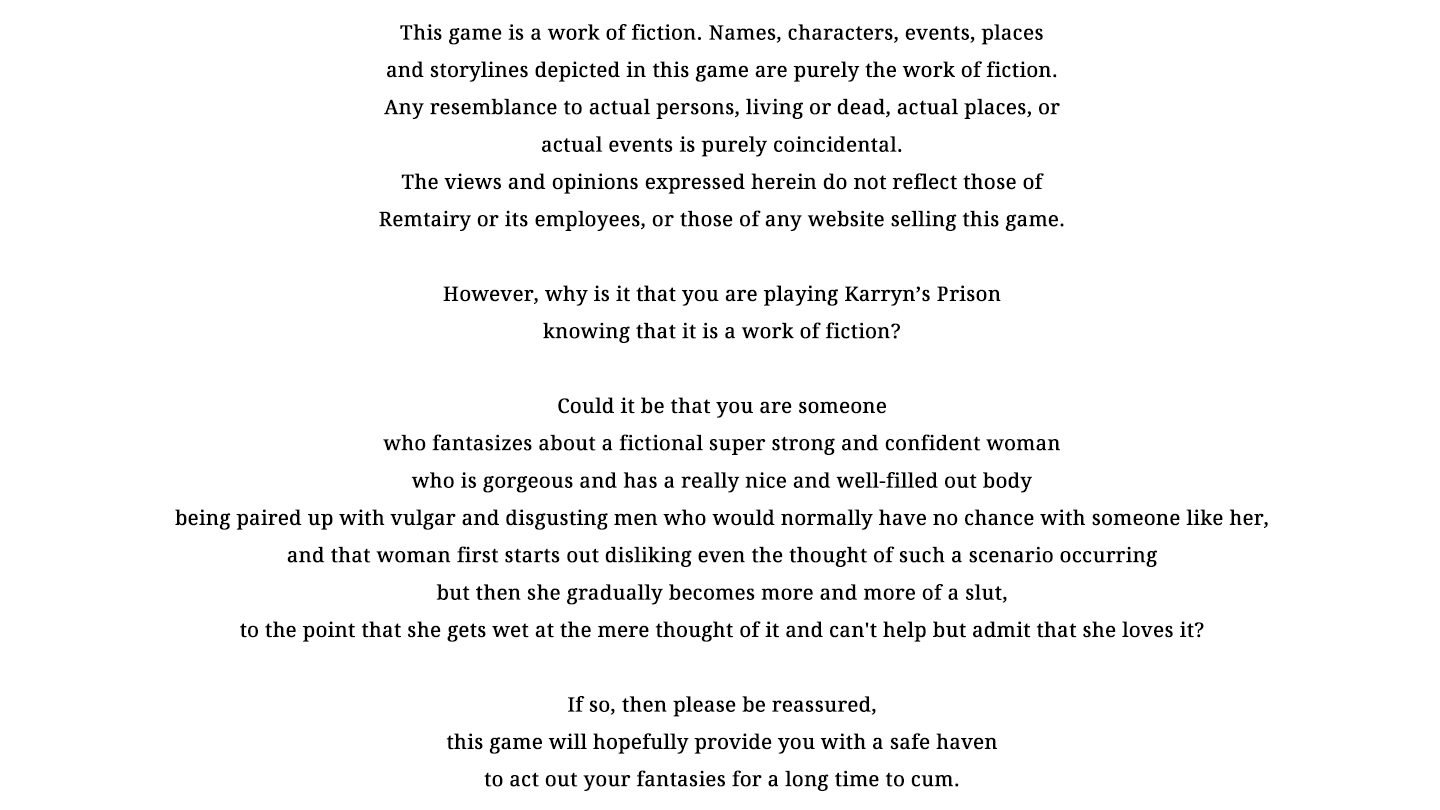 This game is a work of fiction. Names, characters, events, places
and storylines depicted in this game are purely the work of fiction.
Any resemblance to actual persons, living or dead, actual places, or
actual events is purely coincidental.
The views and opinions expressed herein do not reflect those of
Remtairy or its employees, or those of any website selling this game.
However, why is it that you are playing Karryn’s Prison
knowing that it is a work of fiction?
Could it be that you are someone
who fantasizes about a fictional super strong and confident woman
who is gorgeous and has a really nice and well-filled out body
being paired up with vulgar and disgusting men who would normally have no chance with someone like her,
and that woman first starts out disliking even the thought of such a scenario occurring
but then she gradually becomes more and more of a slut,
to the point that she gets wet at the mere thought of it and can't help but admit that she loves it?
If so, then please be reassured,
this game will hopefully provide you with a safe haven
to act out your fantasies for a long time to cum.